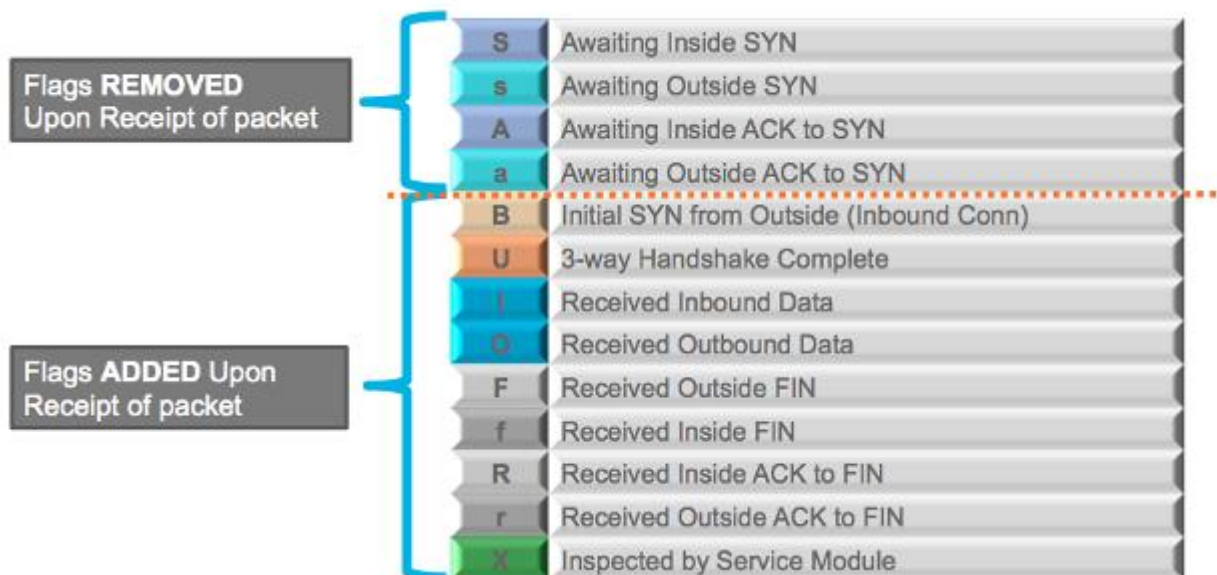 Flags REMOVED
Upon Receipt of packet
S Awaiting Inside SYN
s Awaiting Outside SYN
A Awaiting Inside ACK to SYN
a Awaiting Outside ACK to SYN
Flags ADDED Upon
Receipt of packet
B Initial SYN from Outside (Inbound Conn)
U 3-way Handshake Complete
I Received Inbound Data
O Received Outbound Data
F Received Outside FIN
f Received Inside FIN
R Received Inside ACK to FIN
r Received Outside ACK to FIN
X Inspected by Service Module